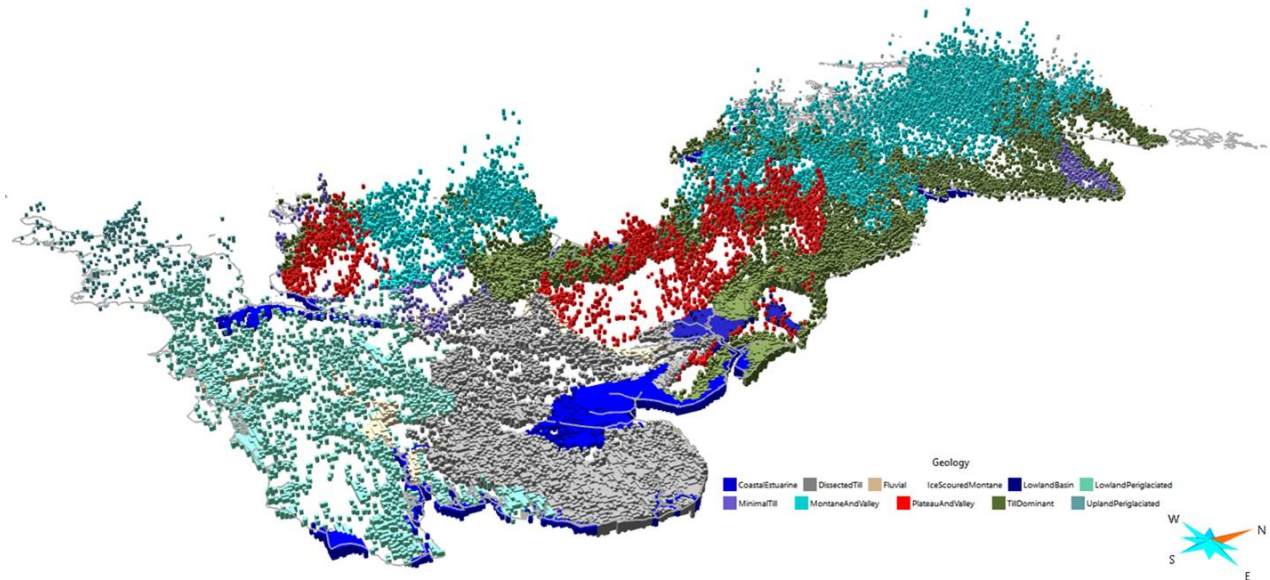 Geology
CoastalEstuarine DissectedTill Fluvial IceScouredMontane LowlandBasin LowlandPeriglaciated
MinimalTill MontaneAndValley PlateauAndValley TillDominant UplandPeriglaciated
W N
S E